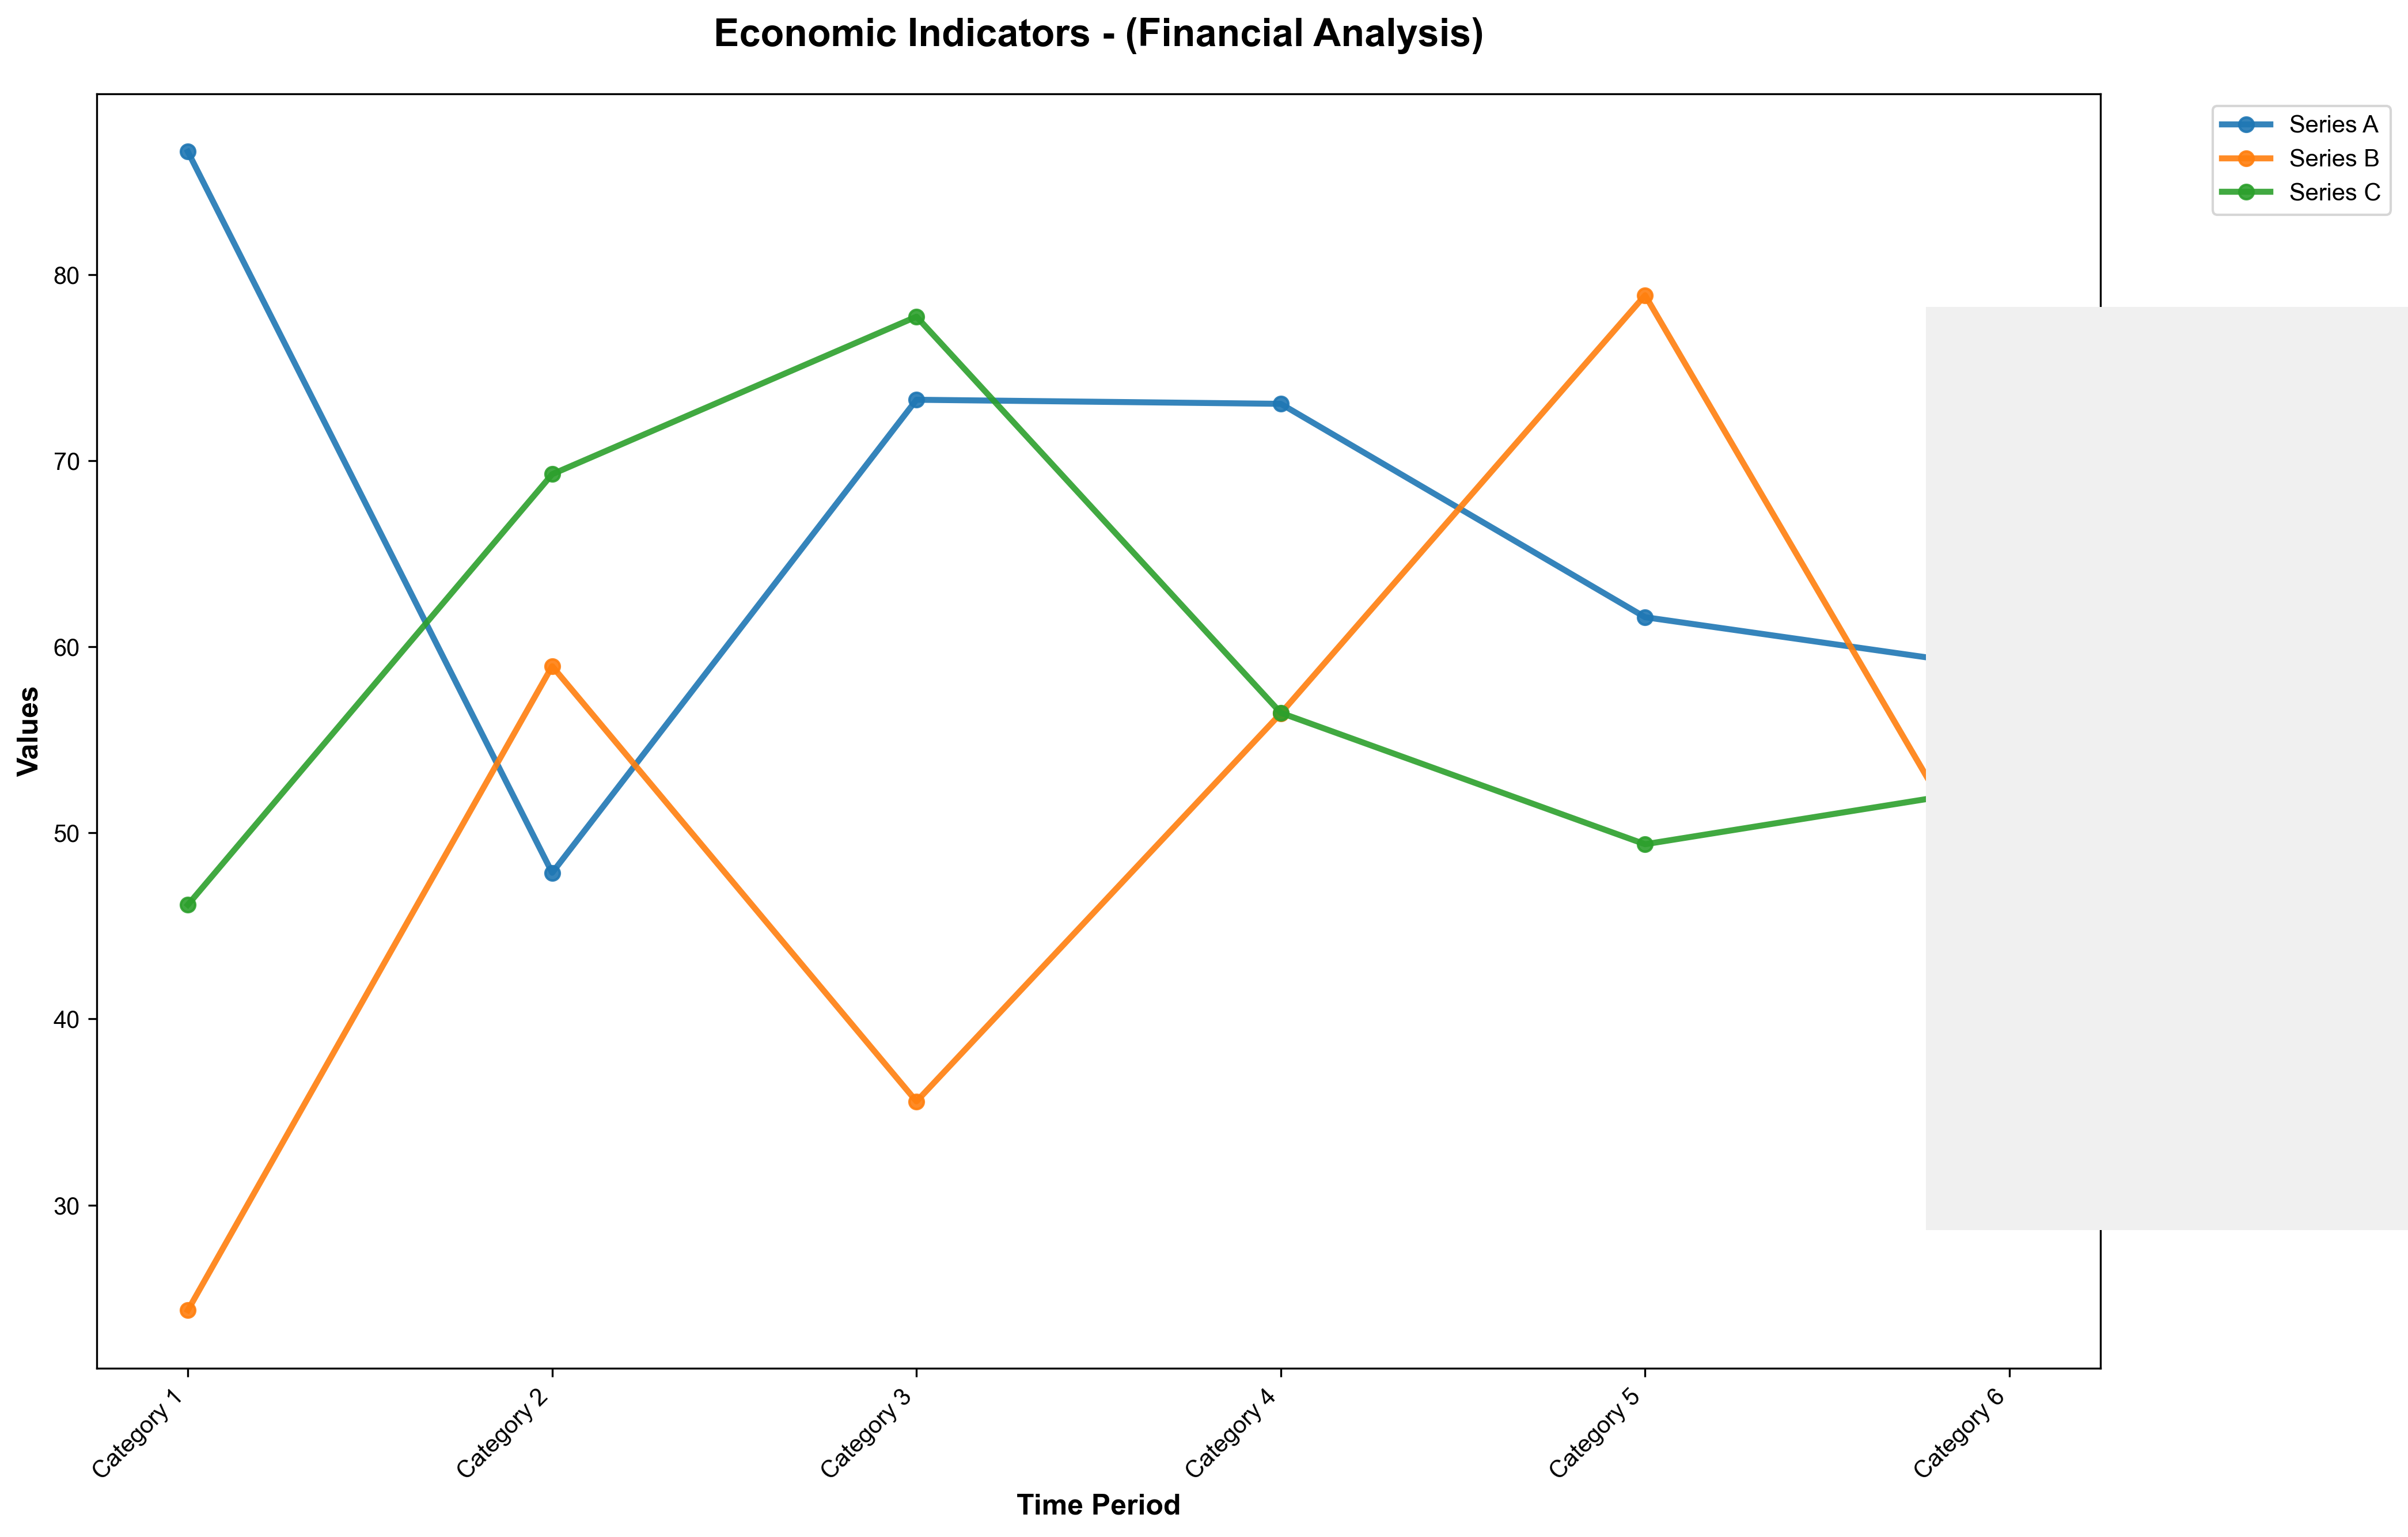 Economic Indicators - (Financial Analysis)
Series A
Series B
Series C
80
70
60
50
40
30
Values
Category 1
Category 2
Category 3
Category 4
Category 5
Category 6
Time Period